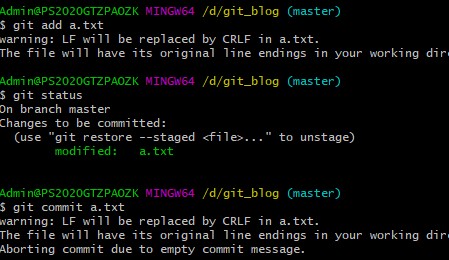 Admin@PS2020GTZPAOZK MINGW64 /d/git_blog (master)
$ git add a.txt
warning: LF will be replaced by CRLF in a.txt.
The file will have its original line endings in your working dire
Admin@PS2020GTZPAOZK MINGW64 /d/git_blog (master)
$ git status
On branch master
Changes to be committed:
(use "git restore --staged <file>..." to unstage)
modified: a.txt
Admin@PS2020GTZPAOZK MINGW64 /d/git_blog (master)
$ git commit a.txt
warning: LF will be replaced by CRLF in a.txt.
The file will have its original line endings in your working dire
Aborting commit due to empty commit message.